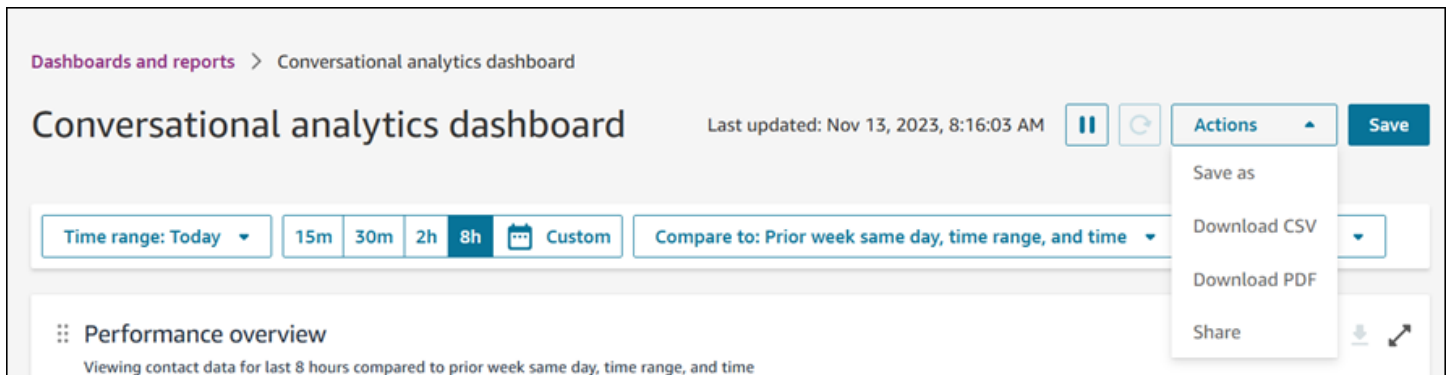 Dashboards and reports > Conversational analytics dashboard
Conversational analytics dashboard
Last updated: Nov 13, 2023, 8:16:03 AM
Actions
Save
Save as
Download CSV
Download PDF
Share
Time range: Today
15m
30m
2h
8h
Custom
Compare to: Prior week same day, time range, and time
Performance overview
Viewing contact data for last 8 hours compared to prior week same day, time range, and time